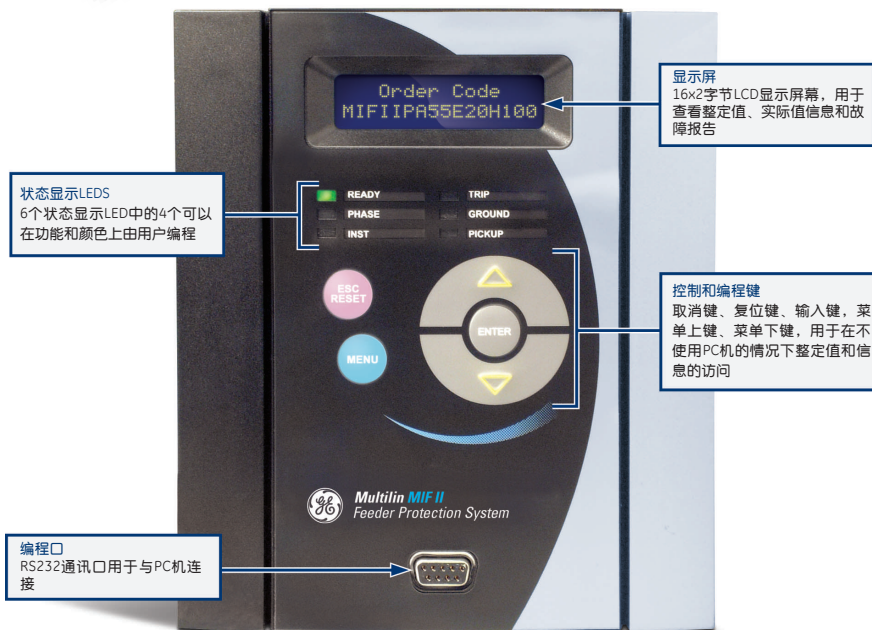 Order Code
MIFIIPA55E20H100
显示屏
16x2字节LCD显示屏幕，用于
查看整定值、实际值信息和故
障报告
状态显示LEDS
6个状态显示LED中的4个可以
在功能和颜色上由用户编程
READY
TRIP
PHASE
GROUND
INST
PICKUP
ESC
RESET
MENU
ENTER
控制和编程键
取消键、复位键、输入键，菜
单上键、菜单下键，用于在不
使用PC机的情况下整定值和信
息的访问
GE
Multilin MIF II
Feeder Protection System
编程口
RS232通讯口用于与PC机连
接